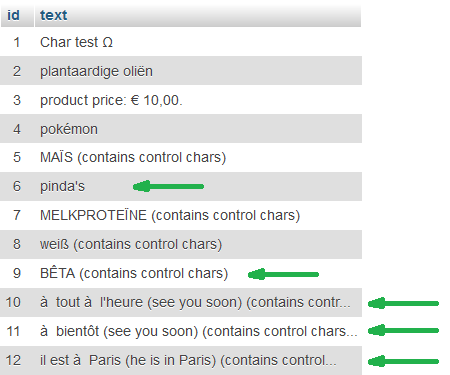 id text
1 Char test Ω
2 plantaardige oliën
3 product price: € 10,00.
4 pokémon
5 MAÏS (contains control chars)
6 pinda's
7 MELKPROTEÏNE (contains control chars)
8 weiß (contains control chars)
9 BÊTA (contains control chars)
10 à  tout à  l'heure (see you soon) (contains contr...
11 à  bientôt (see you soon) (contains control chars...
12 il est à  Paris (he is in Paris) (contains control...